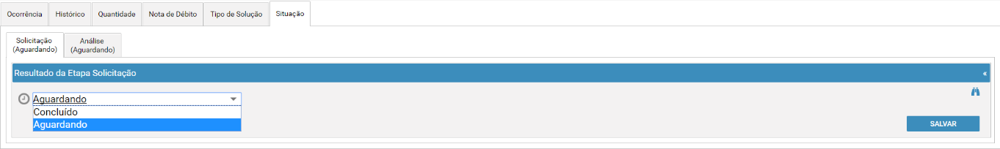 Ocorrência Histórico Quantidade Nota de Débito Tipo de Solução Situação
Solicitação
(Aguardando)
Análise
(Aguardando)
Resultado da Etapa Solicitação «
Aguardando
Concluído
Aguardando
SALVAR